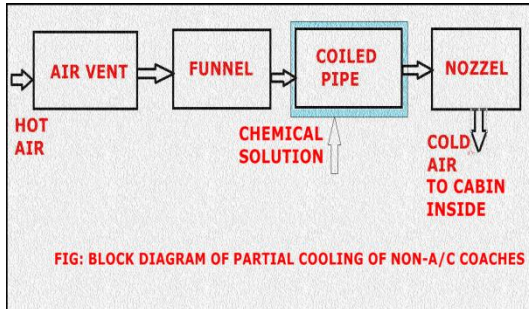 AIR VENT
FUNNEL
COILED
PIPE
NOZZEL
HOT
AIR
CHEMICAL
SOLUTION
COLD
AIR
TO CABIN
INSIDE
FIG: BLOCK DIAGRAM OF PARTIAL COOLING OF NON-A/C COACHES